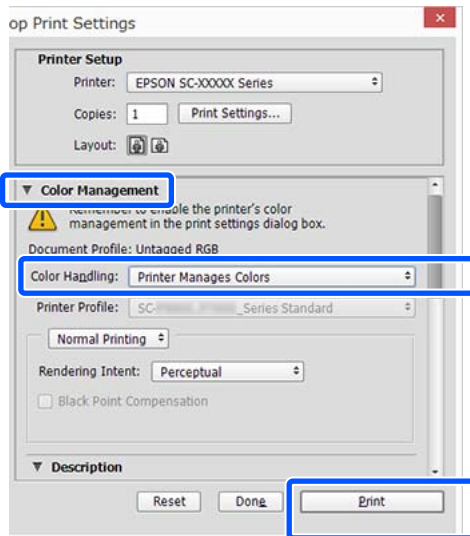 op Print Settings
Printer Setup
Printer: EPSON SC-XXXXX Series
Copies: 1 Print Settings...
Layout:
Color Management
Remember to enable the printer's color
management in the print settings dialog box.
Document Profile: Untagged RGB
Color Handling: Printer Manages Colors
Printer Profile: SC- _Series Standard
Normal Printing
Rendering Intent: Perceptual
Black Point Compensation
Description
Reset Done Print